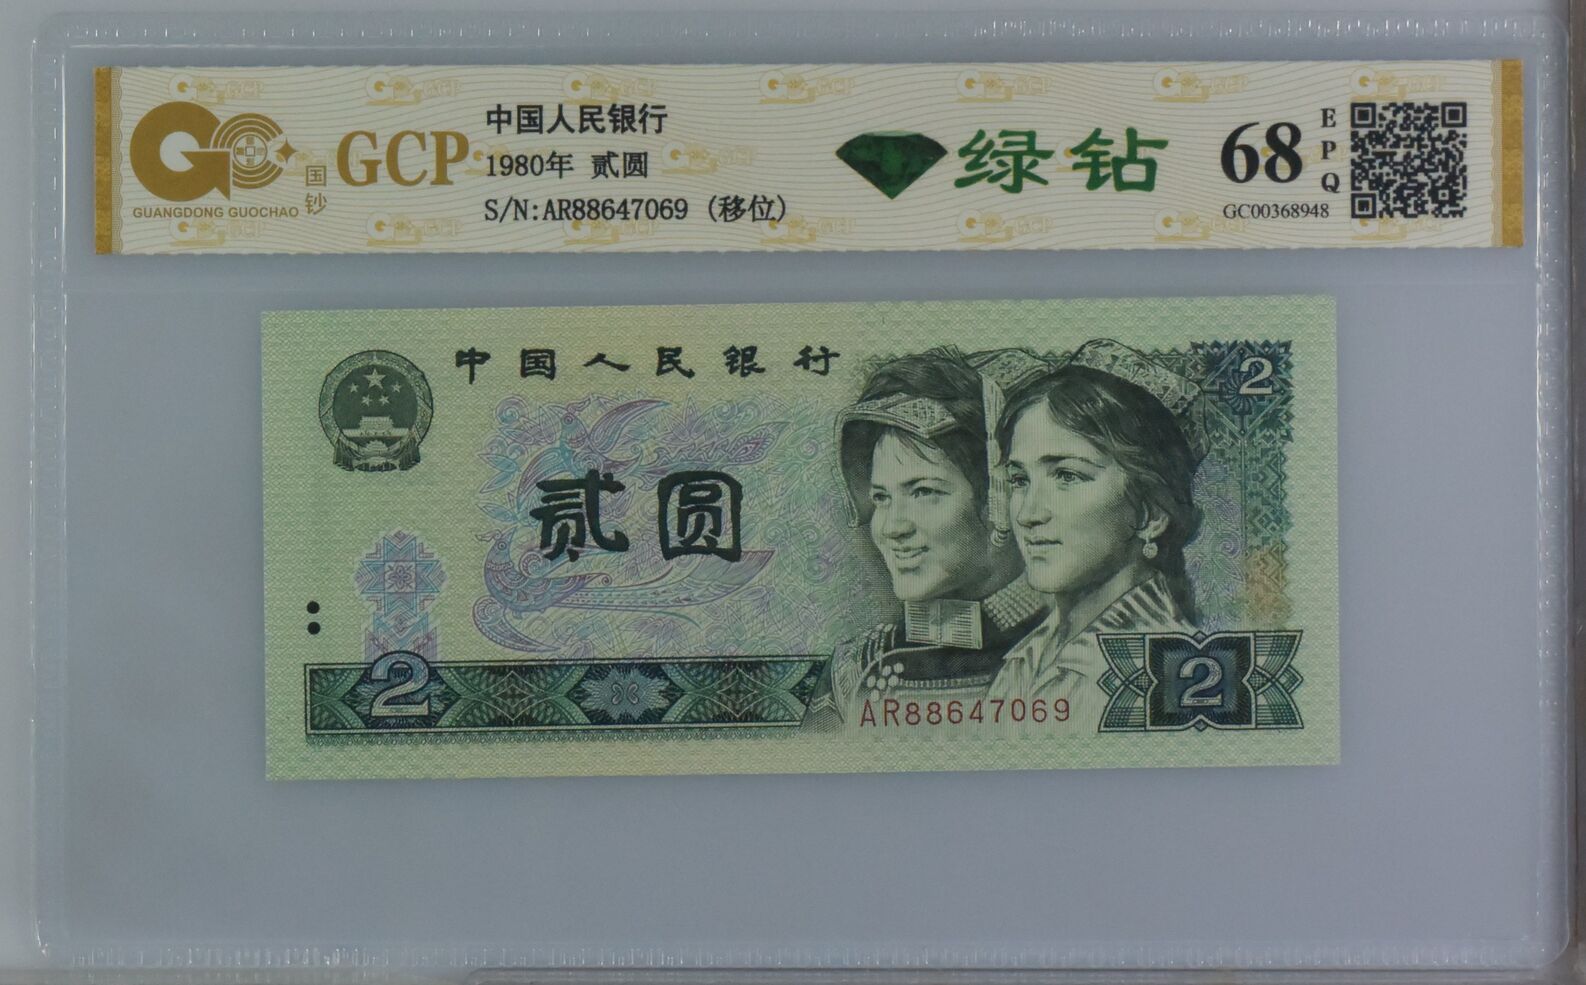 GUANGDONG GUOCHAO
国钞
GCP
中国人民银行
1980年 贰圆
S/N:AR88647069 (移位)
绿钻
68
EPQ
GC00368948
中国人民银行
2
贰圆
2
AR88647069
2